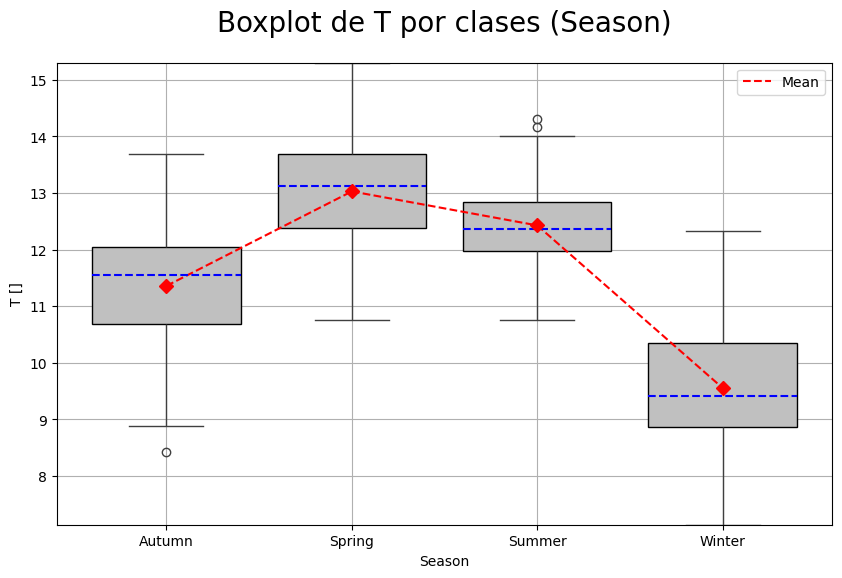 Boxplot de T por clases (Season)
Mean
15
14
13
12
11
10
9
8
T []
Autumn
Spring
Summer
Winter
Season